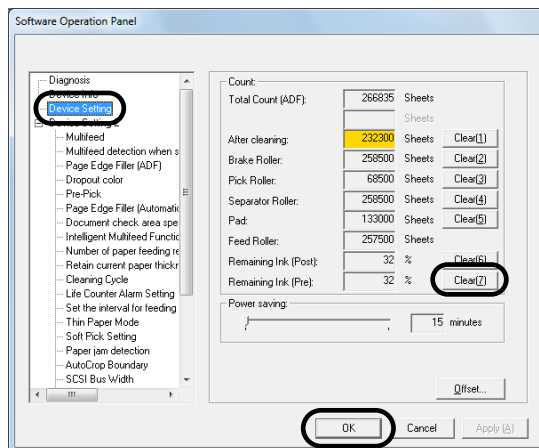 Software Operation Panel
Diagnosis
Device Info
Device Setting
Device Setting 2
Multifeed
Multifeed detection when s
Page Edge Filler (ADF)
Dropout color
Pre-Pick
Page Edge Filler (Automatic
Document check area spe
Intelligent Multifeed Functio
Number of paper feeding re
Retain current paper thickr
Cleaning Cycle
Life Counter Alarm Setting
Set the interval for feeding
Thin Paper Mode
Soft Pick Setting
Paper jam detection
AutoCrop Boundary
SCSI Bus Width
Count:
Total Count (ADF): 266835 Sheets
Sheets
After cleaning: 232300 Sheets Clear(1)
Brake Roller: 258500 Sheets Clear(2)
Pick Roller: 68500 Sheets Clear(3)
Separator Roller: 258500 Sheets Clear(4)
Pad: 133000 Sheets Clear(5)
Feed Roller: 257500 Sheets
Remaining Ink (Post): 32 % Clear(6)
Remaining Ink (Pre): 32 % Clear(7)
Power saving:
15 minutes
Offset...
OK Cancel Apply (A)